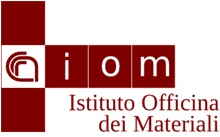 iom
Istituto Officina
dei Materiali